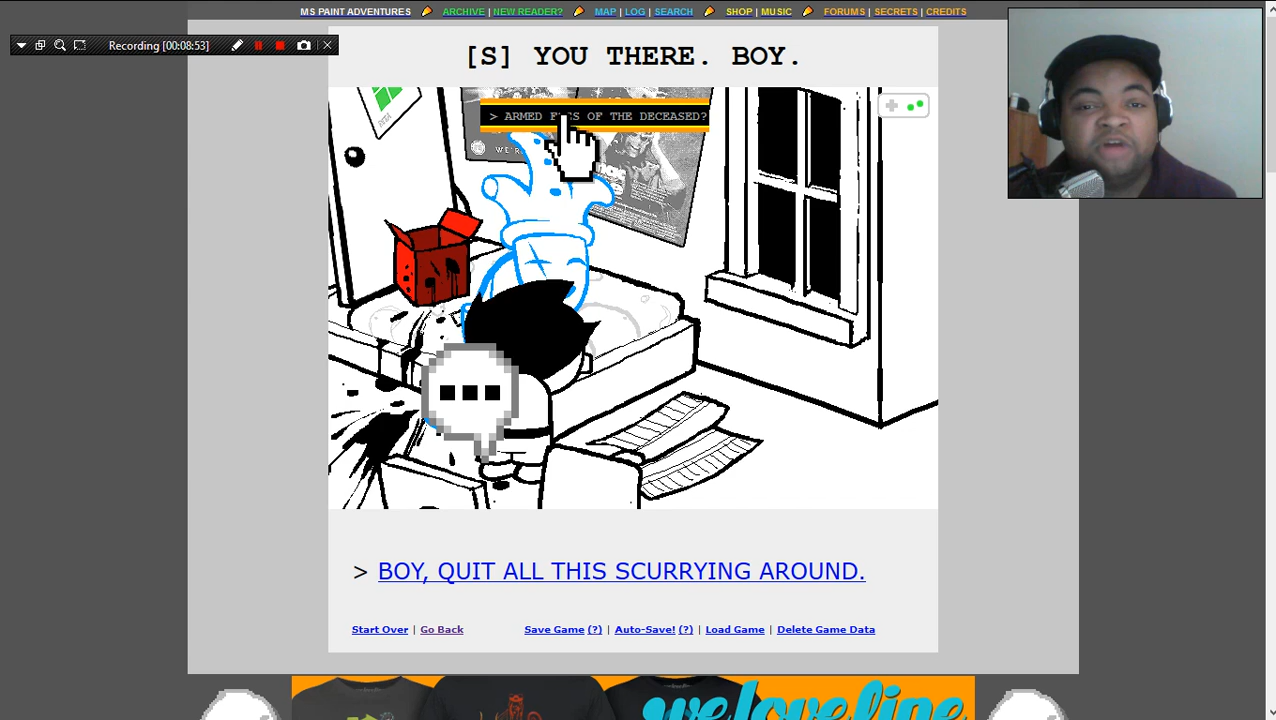 MS PAINT ADVENTURES ARCHIVE | NEW READER? MAP | LOG | SEARCH SHOP | MUSIC FORUMS | SECRETS | CREDITS
Recording [00:08:53]
[S] YOU THERE. BOY.
> ARMED OF THE DECEASED?
WE'R
> BOY, QUIT ALL THIS SCURRYING AROUND.
Start Over | Go Back Save Game (?) | Auto-Save! (?) | Load Game | Delete Game Data
welovefine